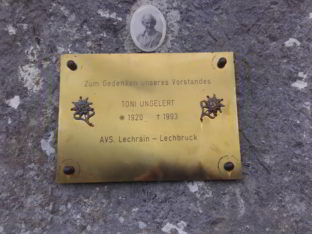 Zum Gedenken unseres Vorstandes
TONI UNGELERT
* 1920 † 1993
AVS. Lechrain - Lechbruck